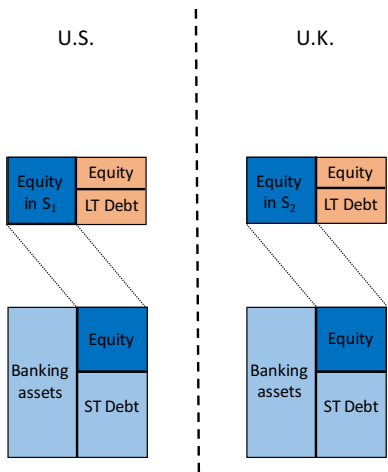 U.S.
U.K.
Equity
in S₁
Equity
LT Debt
Equity
in S₂
Equity
LT Debt
Banking
assets
Equity
ST Debt
Banking
assets
Equity
ST Debt